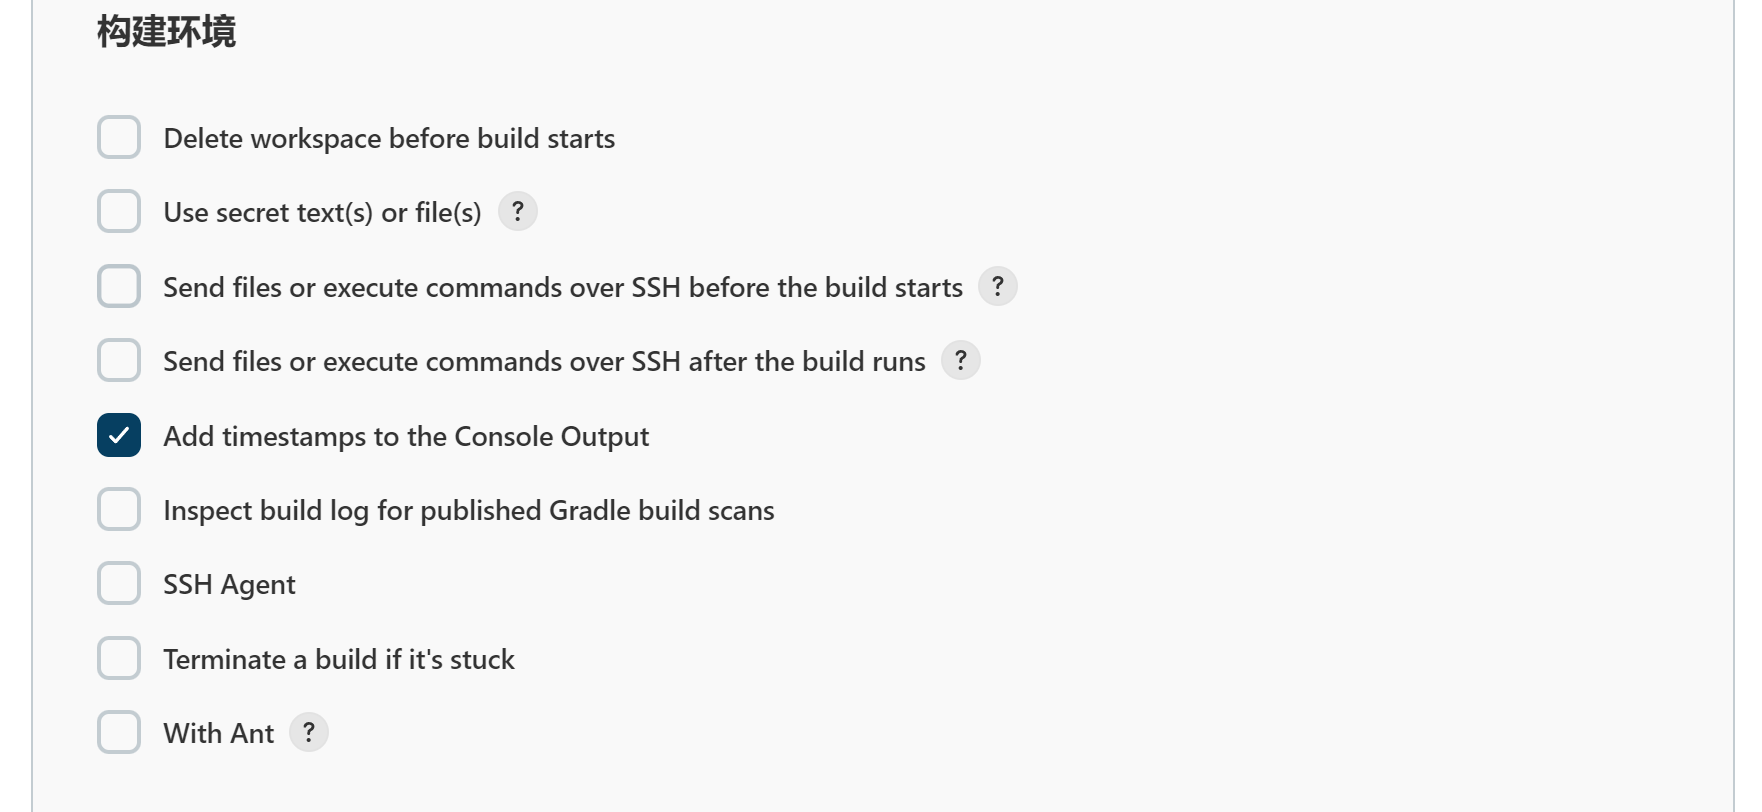 构建环境
Delete workspace before build starts
Use secret text(s) or file(s) ?
Send files or execute commands over SSH before the build starts ?
Send files or execute commands over SSH after the build runs ?
Add timestamps to the Console Output
Inspect build log for published Gradle build scans
SSH Agent
Terminate a build if it's stuck
With Ant ?